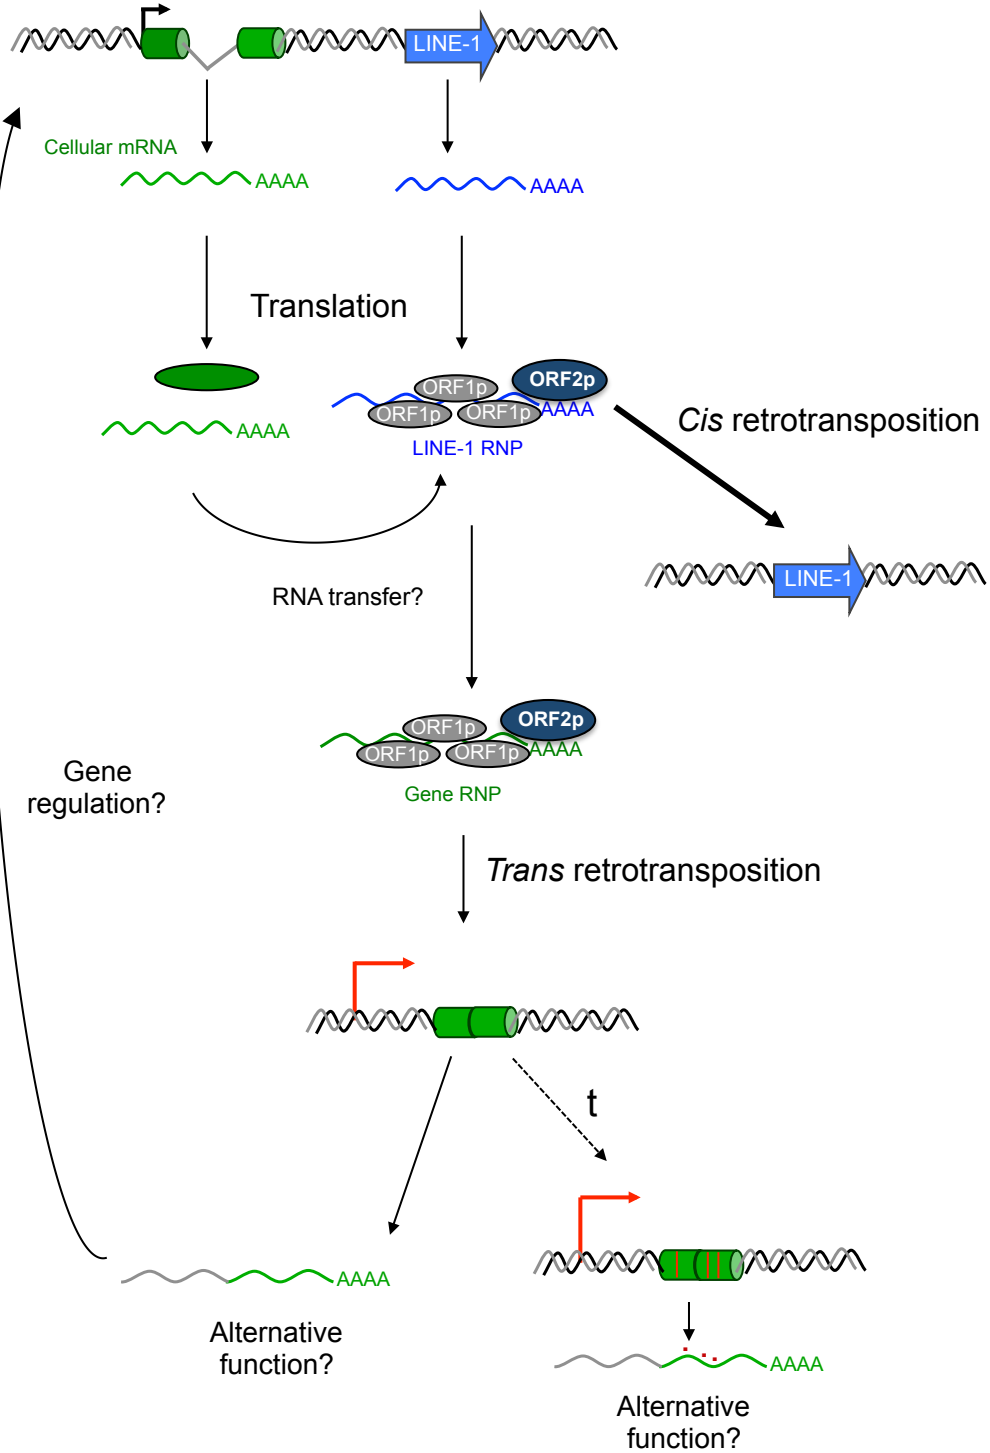 LINE-1
Cellular mRNA
AAAA
AAAA
Translation
ORF1p
ORF2p
ORF1p
ORF1p
AAAA
AAAA
LINE-1 RNP
Cis retrotransposition
LINE-1
RNA transfer?
ORF1p
ORF2p
ORF1p
ORF1p
AAAA
Gene RNP
Gene
regulation?
Trans retrotransposition
t
AAAA
Alternative
function?
AAAA
Alternative
function?